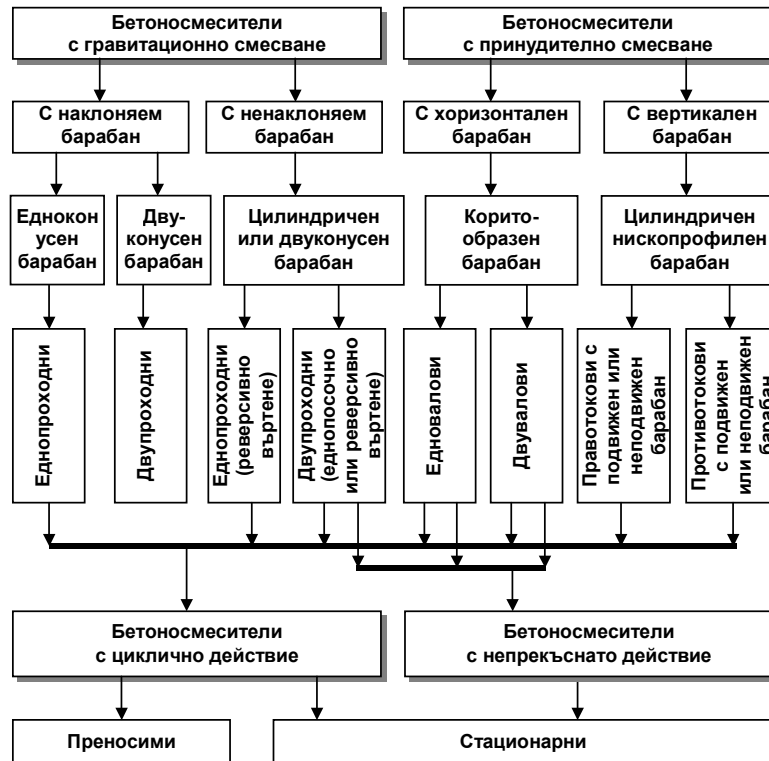 Бетоносмесители
с гравитационно смесване
Бетоносмесители
с принудително смесване
С наклоняем
барабан
С ненаклоняем
барабан
С хоризонтален
барабан
С вертикален
барабан
Еднокон
усен
барабан
Дву-
конусен
барабан
Цилиндричен
или двуконусен
барабан
Корито-
образен
барабан
Цилиндричен
нископрофилен
барабан
Еднопроходни
Двупроходни
Еднопроходни
(реверсивно
въртене)
Двупроходни
(еднопосочно
или реверсивно
въртене)
Едновалови
Двувалови
Правотокови с
подвижен или
неподвижен
барабан
Противотокови
с подвижен
или неподвижен
барабан
Бетоносмесители
с циклично действие
Бетоносмесители
с непрекъснато действие
Преносими
Стационарни